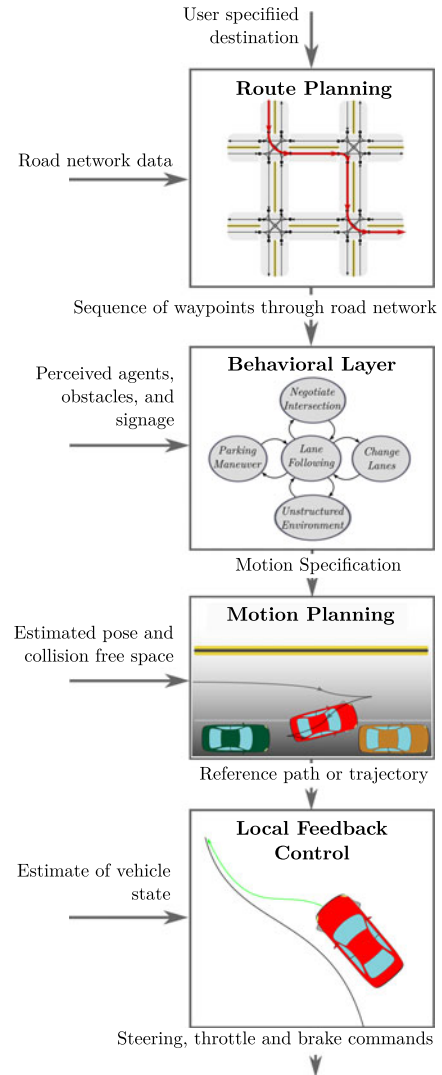 User specifiied
destination
Route Planning
Road network data
Sequence of waypoints through road network
Behavioral Layer
Perceived agents,
obstacles, and
signage
Negotiate
Intersection
Parking
Maneuver
Lane
Following
Change
Lanes
Unstructured
Environment
Motion Specification
Motion Planning
Estimated pose and
collision free space
Reference path or trajectory
Local Feedback
Control
Estimate of vehicle
state
Steering, throttle and brake commands